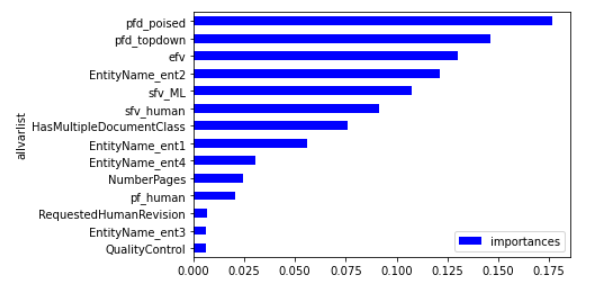 pfd_poised
pfd_topdown
efv
EntityName_ent2
sfv_ML
sfv_human
HasMultipleDocumentClass
EntityName_ent1
EntityName_ent4
NumberPages
pf_human
RequestedHumanRevision
EntityName_ent3
QualityControl
allvarlist
importances
0.000 0.025 0.050 0.075 0.100 0.125 0.150 0.175